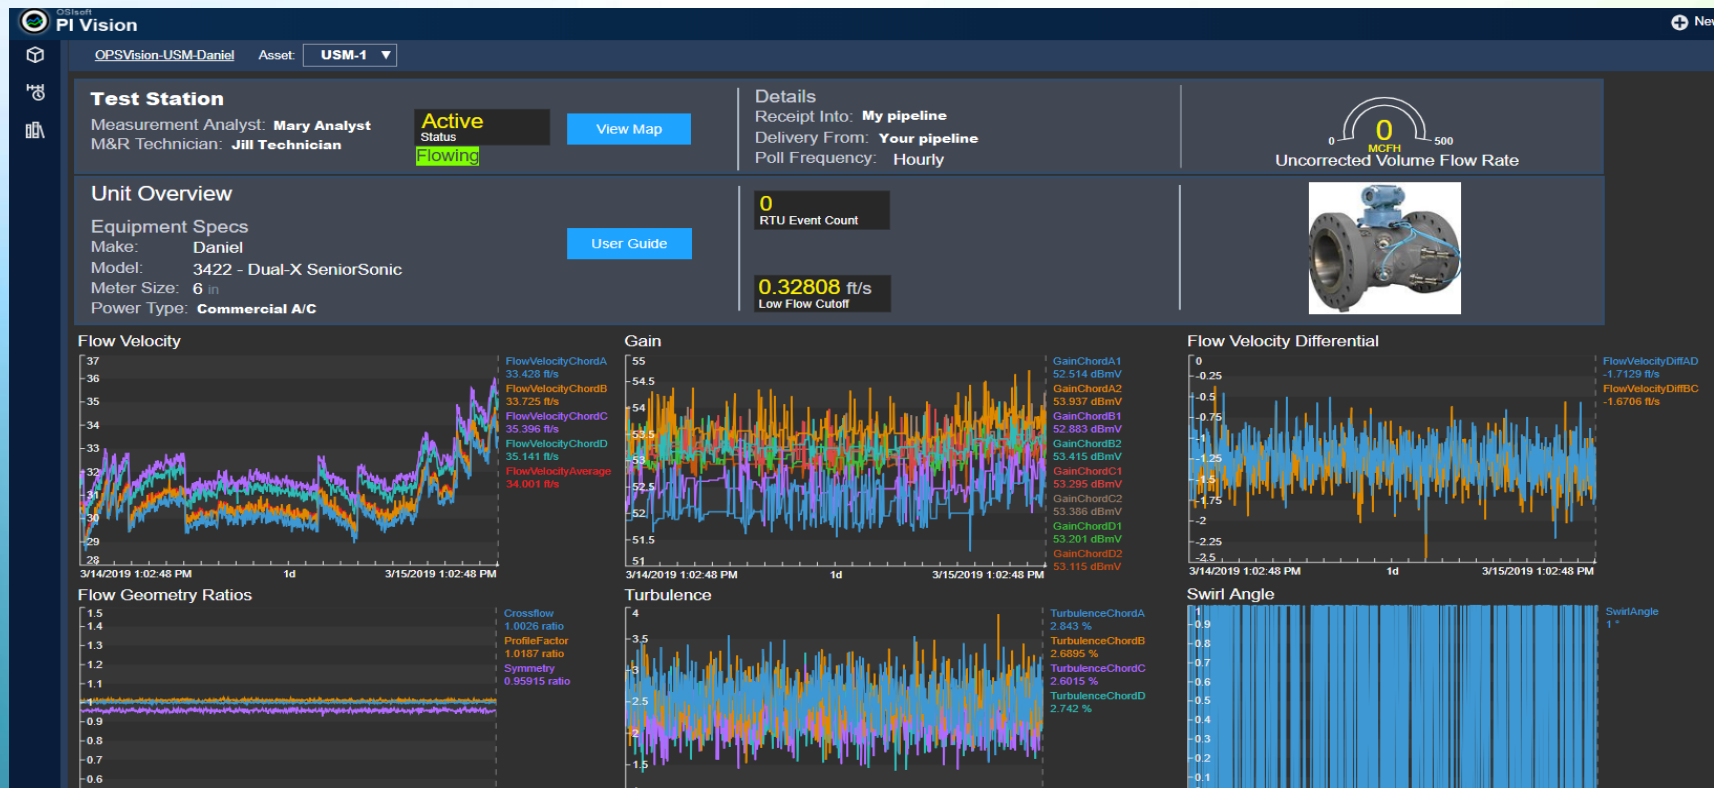 OSIsoft
PI Vision
New
OPSVision-USM-Daniel Asset: USM-1
Test Station
Measurement Analyst: Mary Analyst
M&R Technician: Jill Technician
Active
Status
Flowing
View Map
Details
Receipt Into: My pipeline
Delivery From: Your pipeline
Poll Frequency: Hourly
0
0 500
MCFH
Uncorrected Volume Flow Rate
Unit Overview
Equipment Specs
Make: Daniel
Model: 3422 - Dual-X SeniorSonic
Meter Size: 6 in
Power Type: Commercial A/C
User Guide
0
RTU Event Count
0.32808 ft/s
Low Flow Cutoff
Flow Velocity
37
36
35
34
33
32
31
30
29
28
3/14/2019 1:02:48 PM 1d 3/15/2019 1:02:48 PM
FlowVelocityChordA
33.428 ft/s
FlowVelocityChordB
33.725 ft/s
FlowVelocityChordC
35.396 ft/s
FlowVelocityChordD
35.141 ft/s
FlowVelocityAverage
34.001 ft/s
Gain
55
54.5
54
53.5
53
52.5
52
51.5
51
3/14/2019 1:02:48 PM 1d 3/15/2019 1:02:48 PM
GainChordA1
52.514 dBmV
GainChordA2
53.937 dBmV
GainChordB1
52.883 dBmV
GainChordB2
53.415 dBmV
GainChordC1
53.295 dBmV
GainChordC2
53.386 dBmV
GainChordD1
53.201 dBmV
GainChordD2
53.115 dBmV
Flow Velocity Differential
0
-0.25
-0.5
-0.75
-1
-1.25
-1.5
-1.75
-2
-2.25
-2.5
3/14/2019 1:02:48 PM 1d 3/15/2019 1:02:48 PM
FlowVelocityDiffAD
-1.7129 ft/s
FlowVelocityDiffBC
-1.6706 ft/s
Flow Geometry Ratios
1.5
1.4
1.3
1.2
1.1
1
0.9
0.8
0.7
0.6
Crossflow
1.0026 ratio
ProfileFactor
1.0187 ratio
Symmetry
0.95915 ratio
Turbulence
4
3.5
3
2.5
2
1.5
TurbulenceChordA
2.843 %
TurbulenceChordB
2.6895 %
TurbulenceChordC
2.6015 %
TurbulenceChordD
2.742 %
Swirl Angle
1
0.9
0.8
0.7
0.6
0.5
0.4
0.3
0.2
0.1
SwirlAngle
1 °